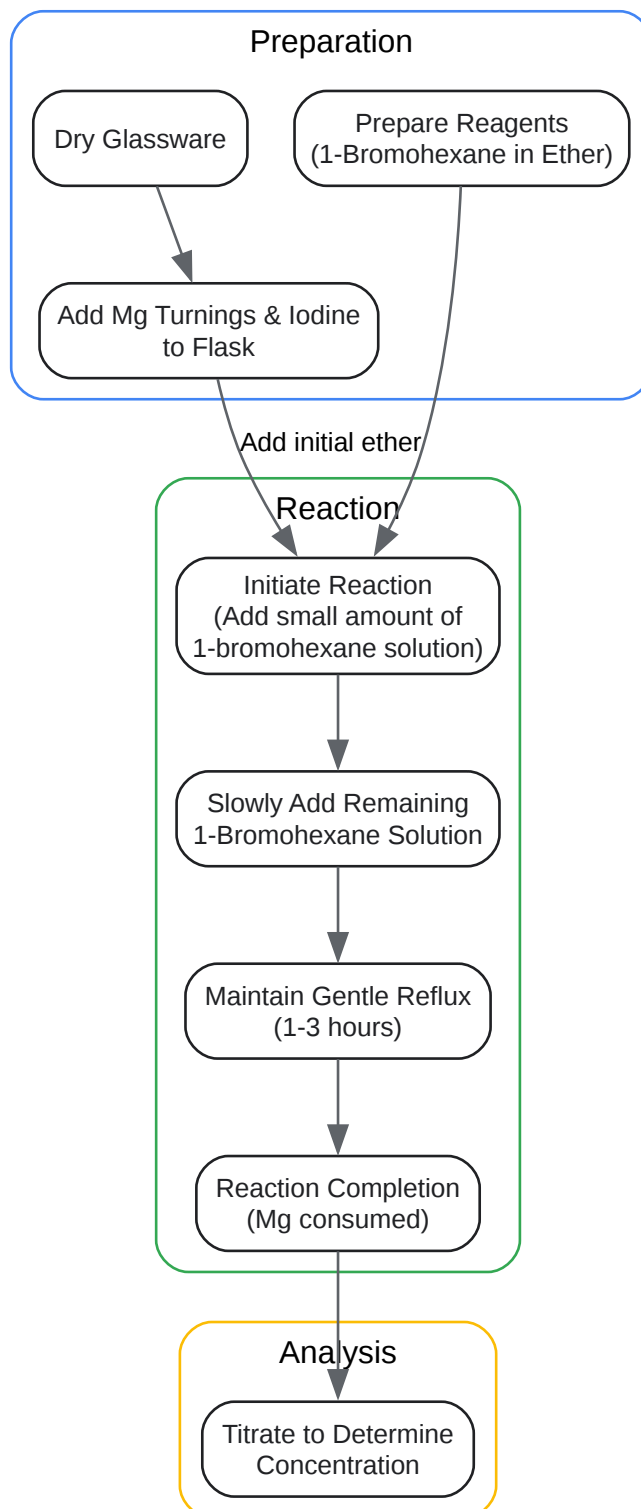 Preparation
Dry Glassware
Prepare Reagents
(1-Bromohexane in Ether)
Add Mg Turnings & Iodine
to Flask
Add initial ether
Reaction
Initiate Reaction
(Add small amount of
1-bromohexane solution)
Slowly Add Remaining
1-Bromohexane Solution
Maintain Gentle Reflux
(1-3 hours)
Reaction Completion
(Mg consumed)
Analysis
Titrate to Determine
Concentration